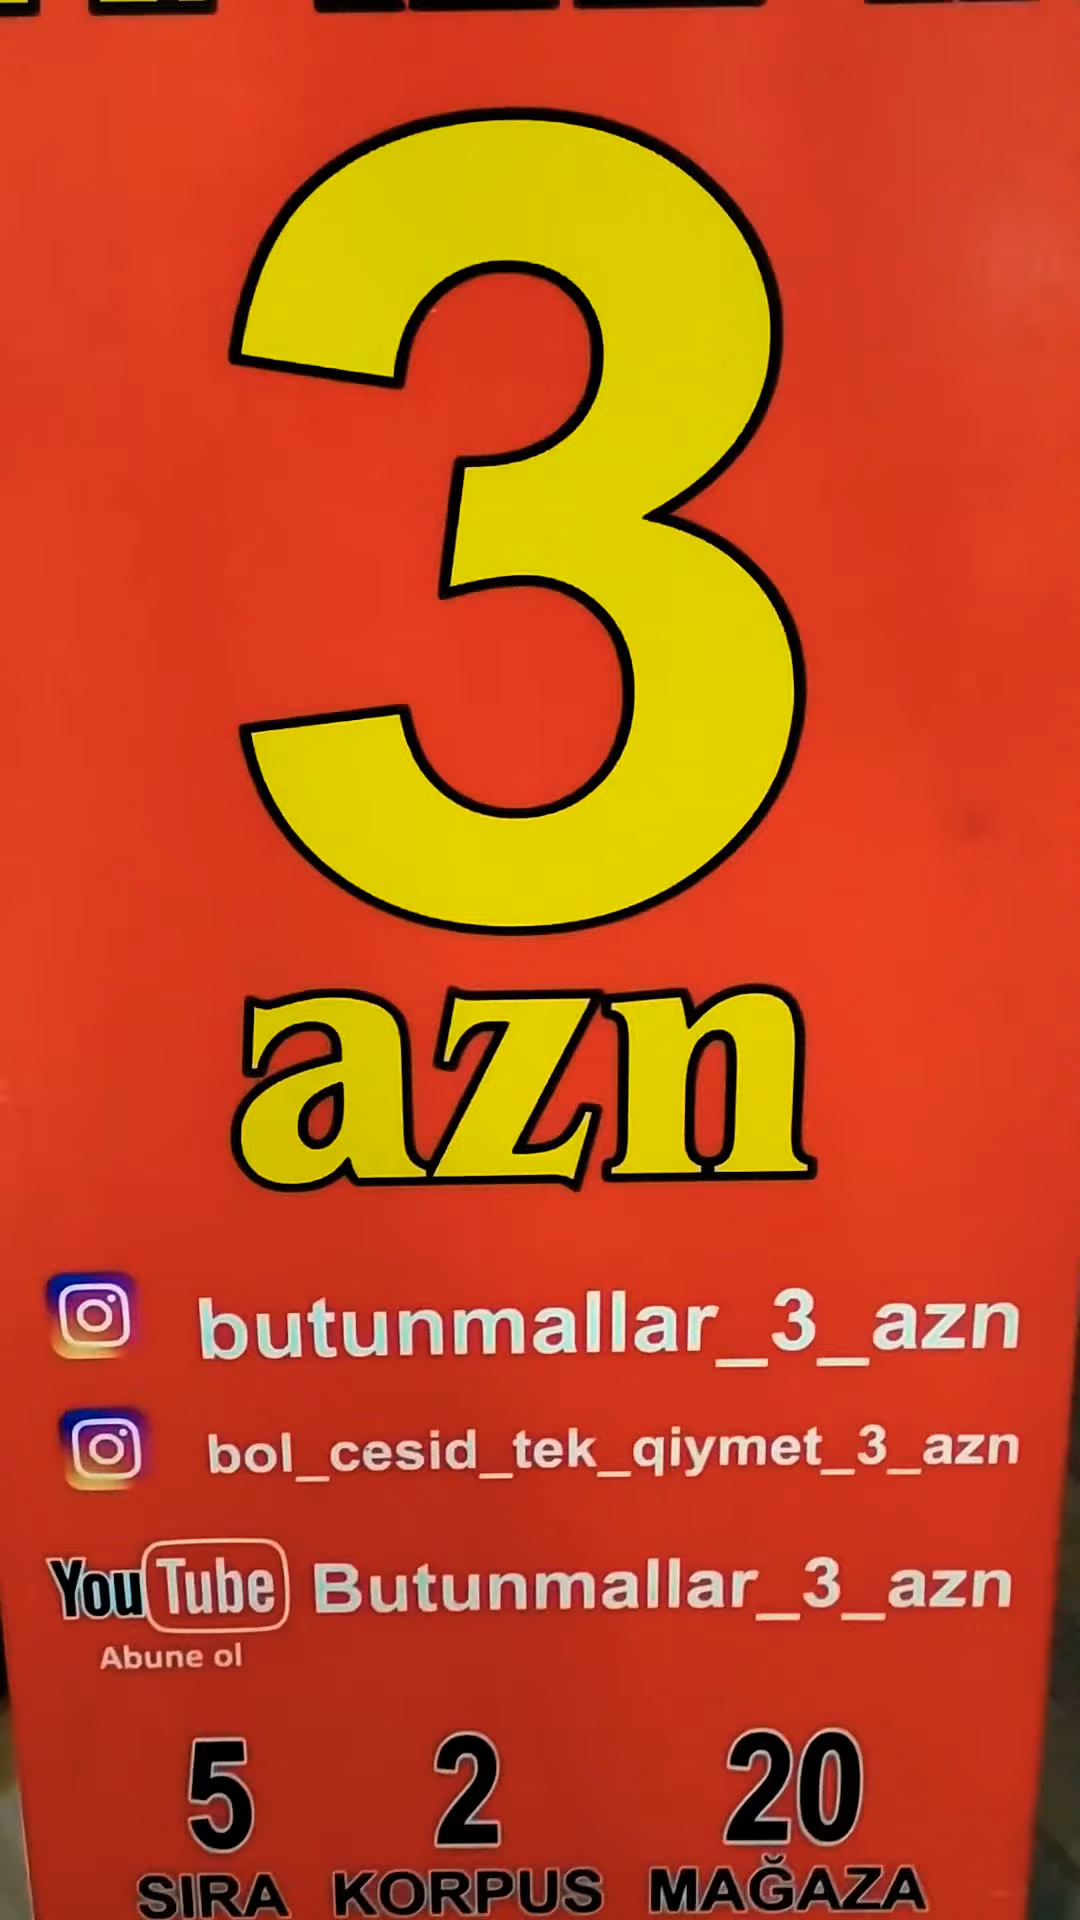 3
azn
butunmallar_3_azn
bol_cesid_tek_qiymet_3_azn
YouTube Butunmallar_3_azn
Abune ol
5 2 20
SIRA KORPUS MAĞAZA